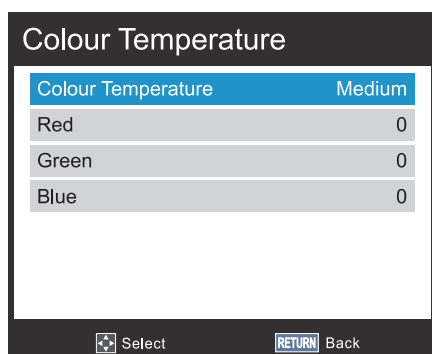 Colour Temperature
Colour Temperature Medium
Red 0
Green 0
Blue 0
Select RETURN Back